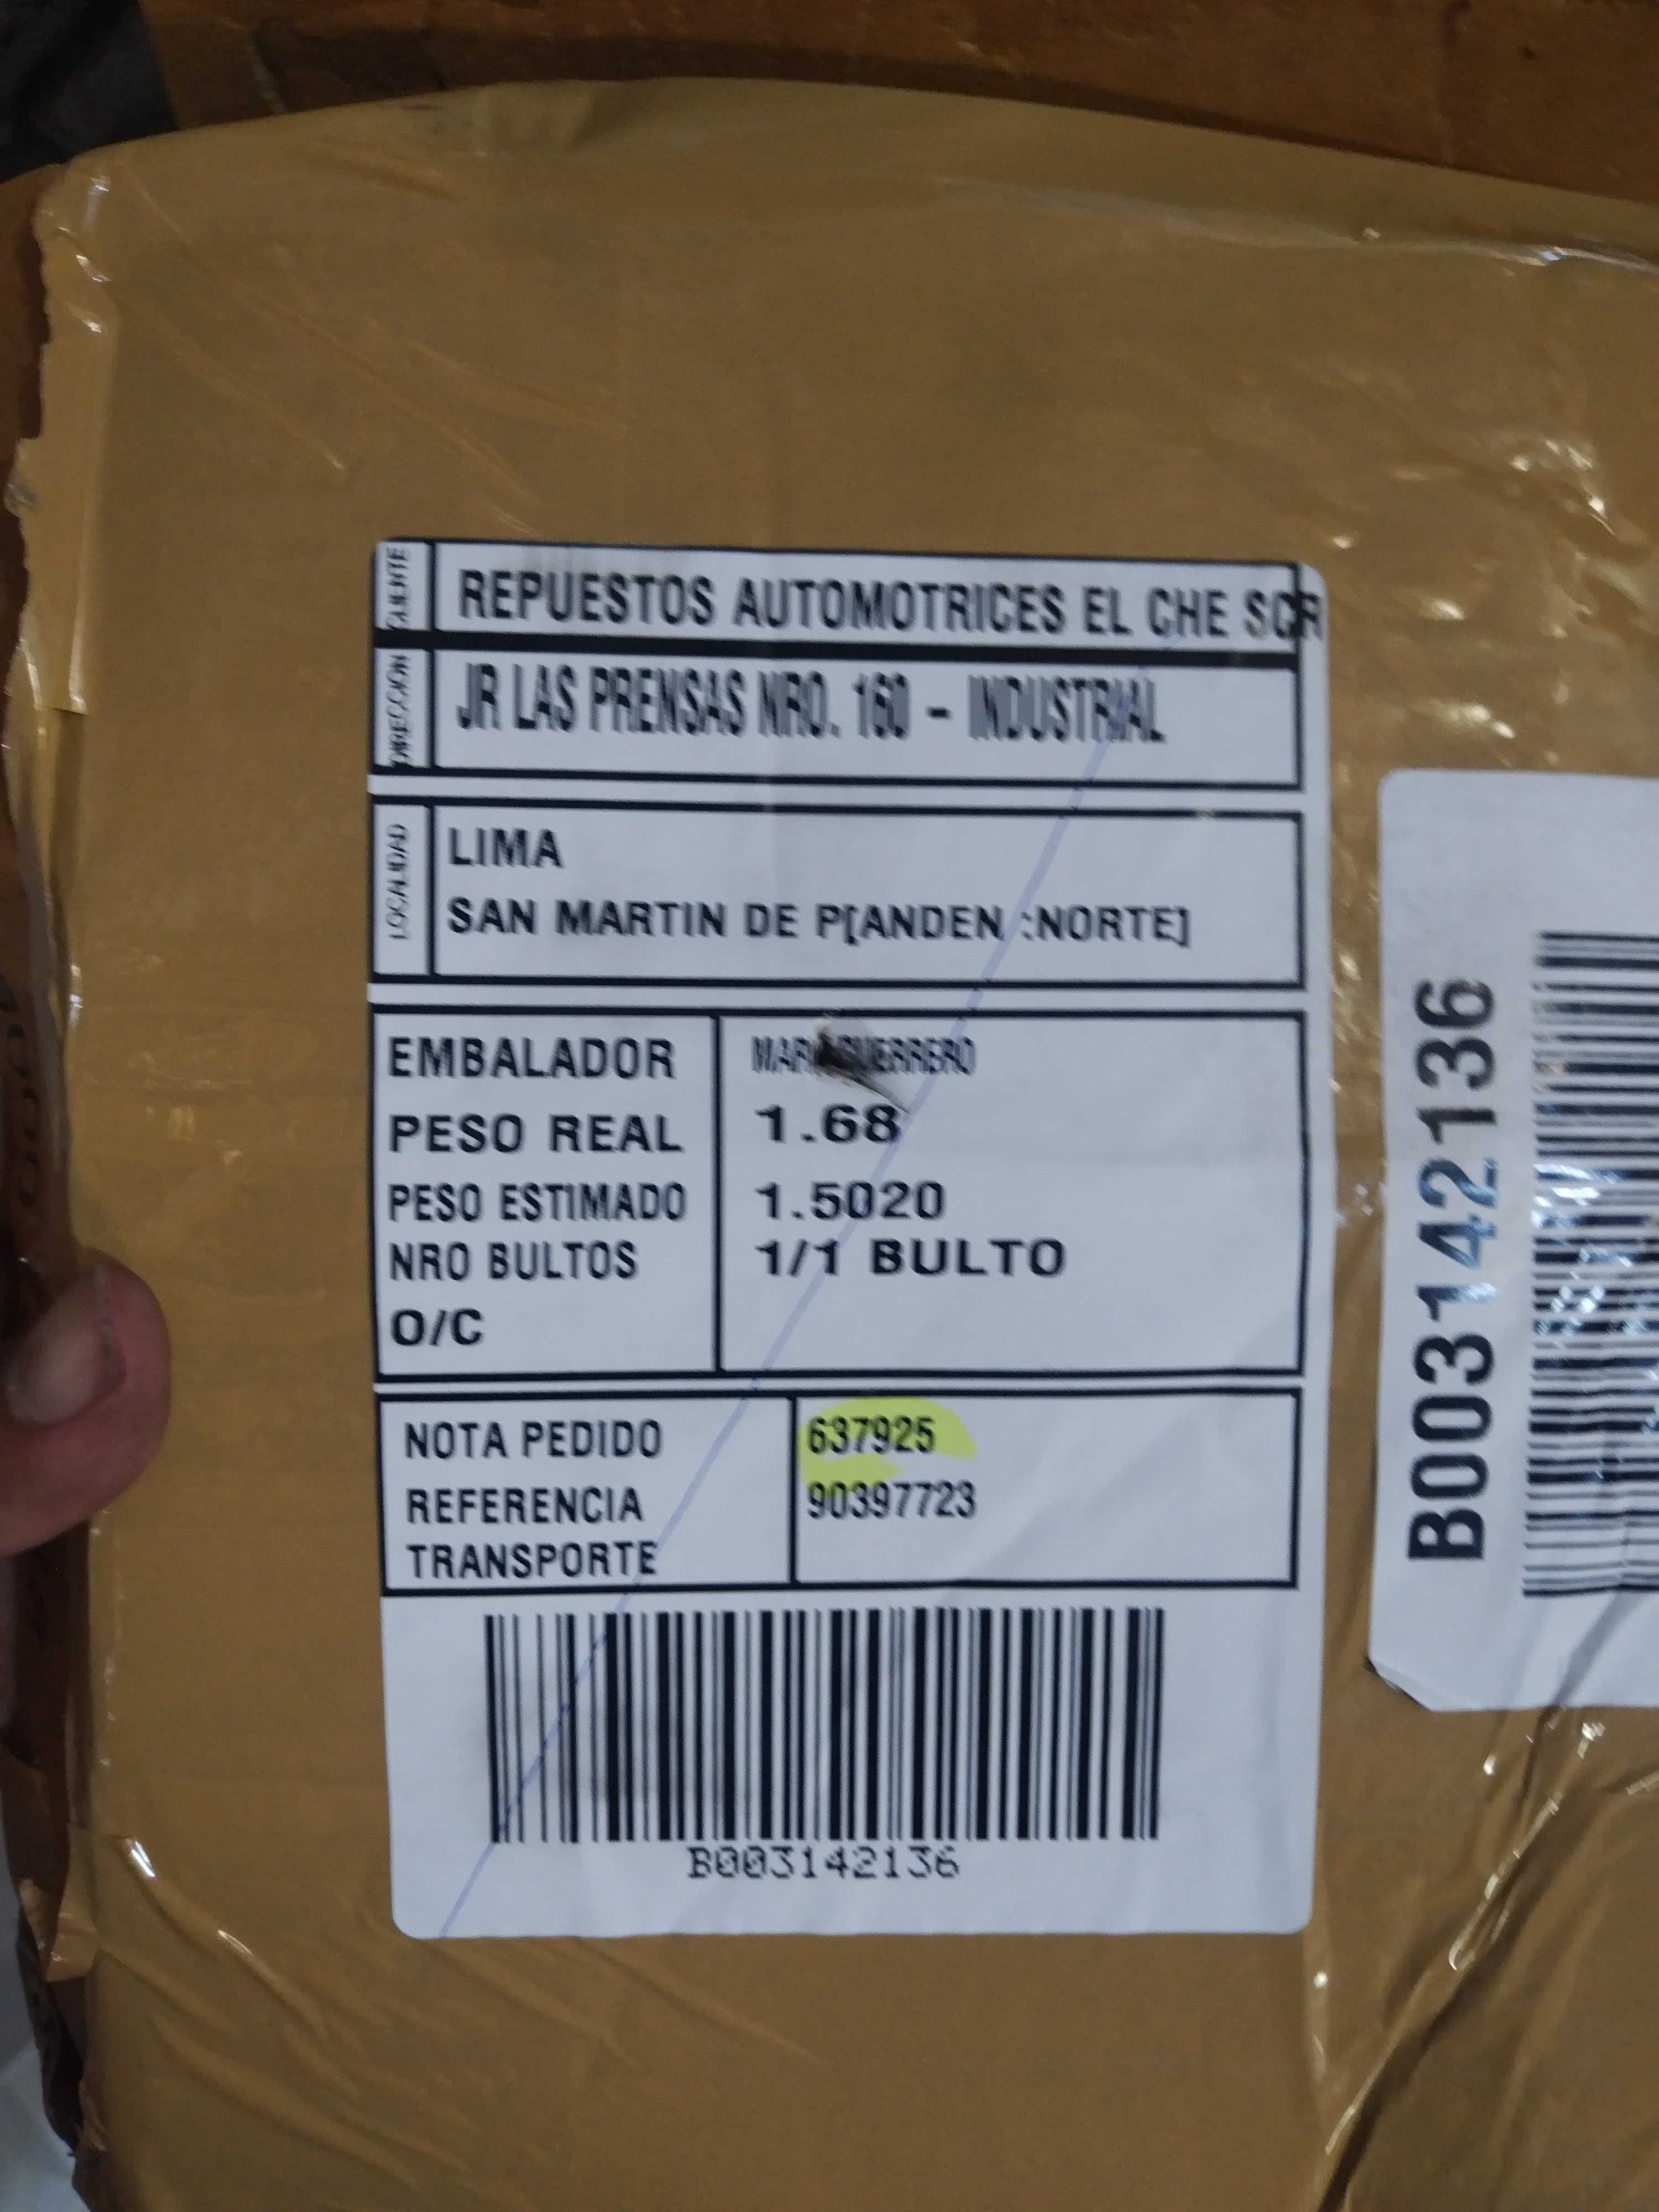 CLIENTE
REPUESTOS AUTOMOTRICES EL CHE SCR
DIRECCIÓN
JR LAS PRENSAS NRO. 160 - INDUSTRIAL
LOCALIDAD
LIMA
SAN MARTIN DE P[ANDEN :NORTE]
EMBALADOR GUERRERO
PESO REAL 1.68
PESO ESTIMADO 1.5020
NRO BULTOS 1/1 BULTO
O/C
NOTA PEDIDO 637925
REFERENCIA 90397723
TRANSPORTE
B003142136
B003142136